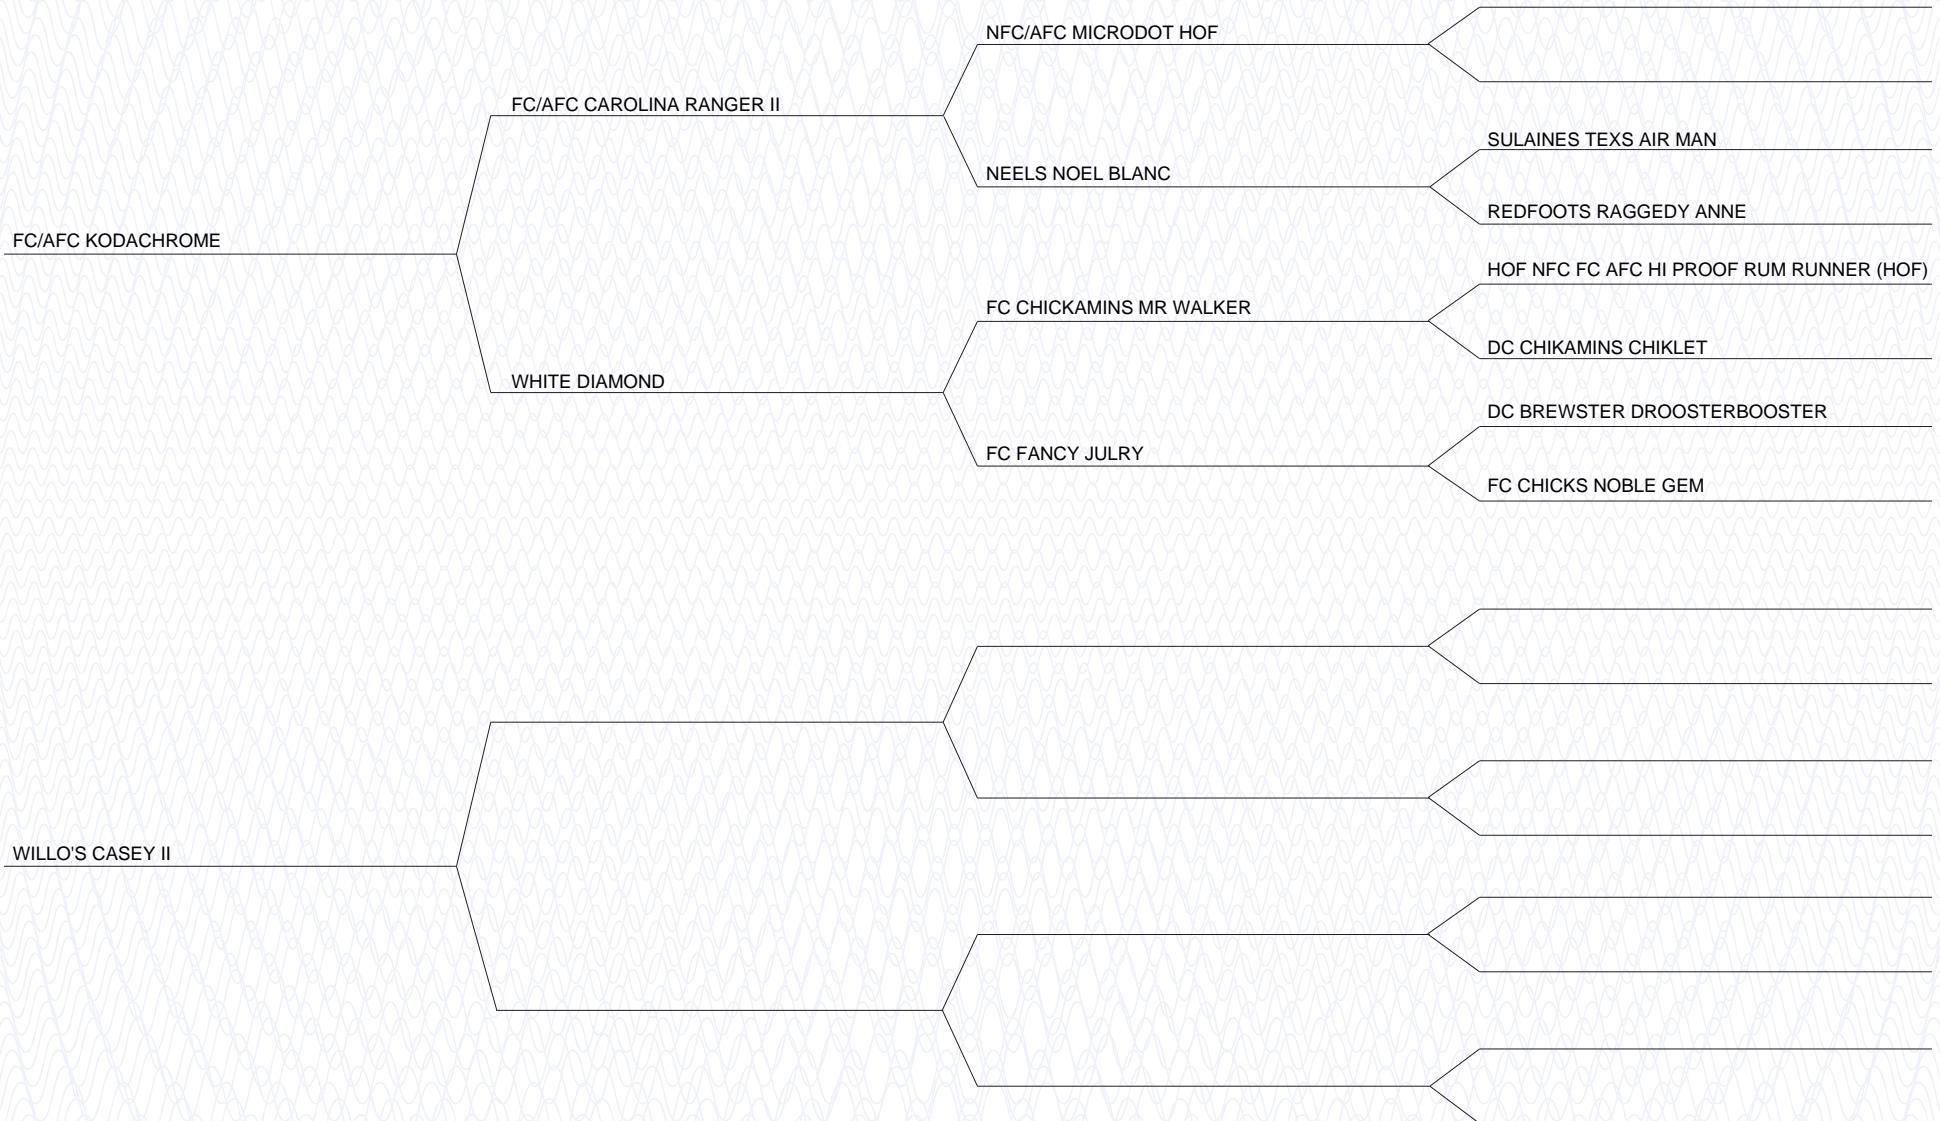 NFC/AFC MICRODOT HOF
FC/AFC CAROLINA RANGER II
SULAINES TEXS AIR MAN
NEELS NOEL BLANC
REDFOOTS RAGGEDY ANNE
FC/AFC KODACHROME
HOF NFC FC AFC HI PROOF RUM RUNNER (HOF)
FC CHICKAMINS MR WALKER
DC CHIKAMINS CHIKLET
WHITE DIAMOND
DC BREWSTER DROOSTERBOOSTER
FC FANCY JULRY
FC CHICKS NOBLE GEM
WILLO'S CASEY II